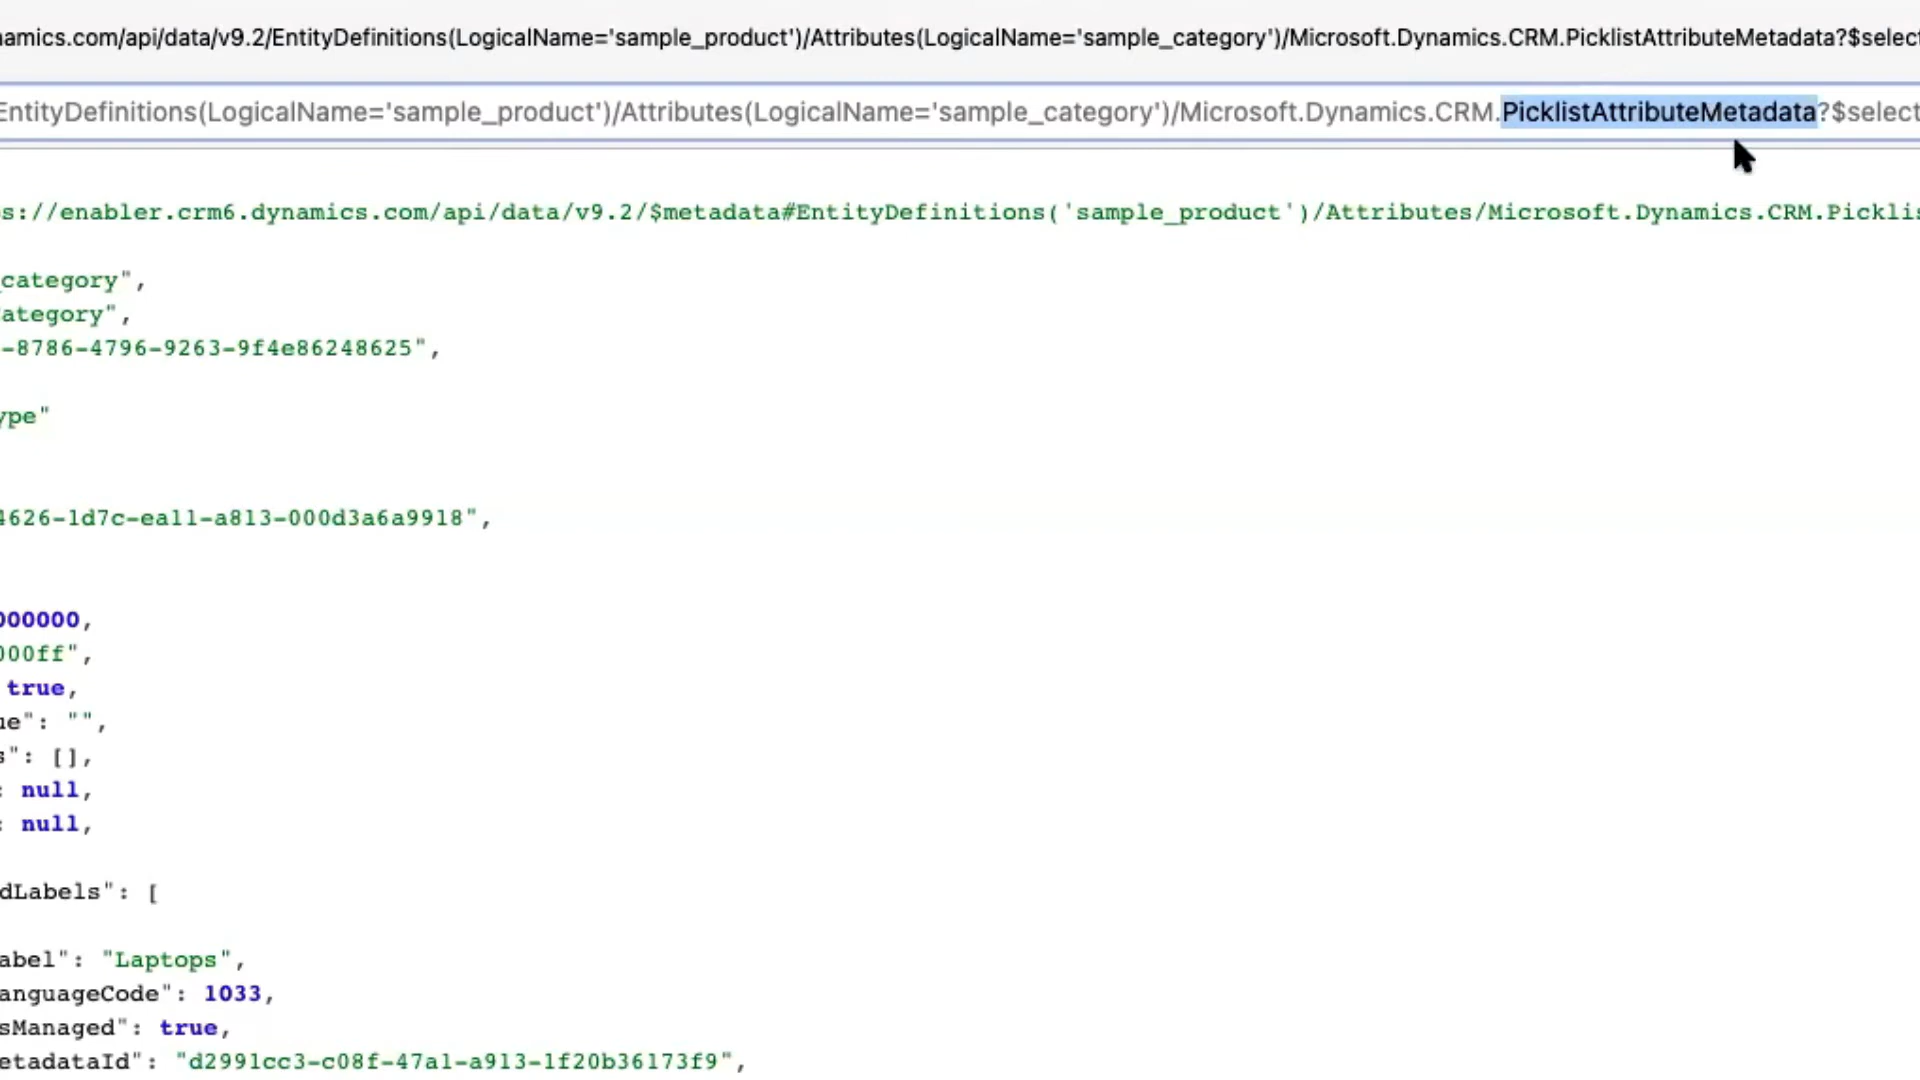 namics.com/api/data/v9.2/EntityDefinitions(LogicalName='sample_product')/Attributes(LogicalName='sample_category')/Microsoft.Dynamics.CRM.PicklistAttributeMetadata?$select
EntityDefinitions(LogicalName='sample_product')/Attributes(LogicalName='sample_category')/Microsoft.Dynamics.CRM.PicklistAttributeMetadata?$select
s://enabler.crm6.dynamics.com/api/data/v9.2/$metadata#EntityDefinitions('sample_product')/Attributes/Microsoft.Dynamics.CRM.Picklis
category",
ategory",
-8786-4796-9263-9f4e86248625",
ype"
4626-1d7c-ea11-a813-000d3a6a9918",
000000,
000ff",
true,
ue": "",
s": [],
: null,
: null,
dLabels": [
abel": "Laptops",
anguageCode": 1033,
sManaged": true,
etadataId": "d2991cc3-c08f-47a1-a913-1f20b36173f9",